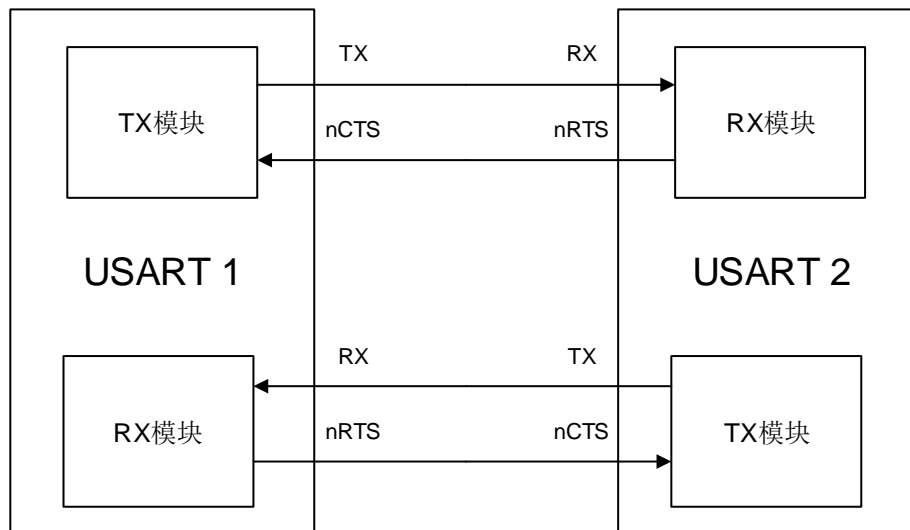 TX RX
TX模块 RX模块
nCTS nRTS
USART 1 USART 2
RX TX
RX模块 TX模块
nRTS nCTS